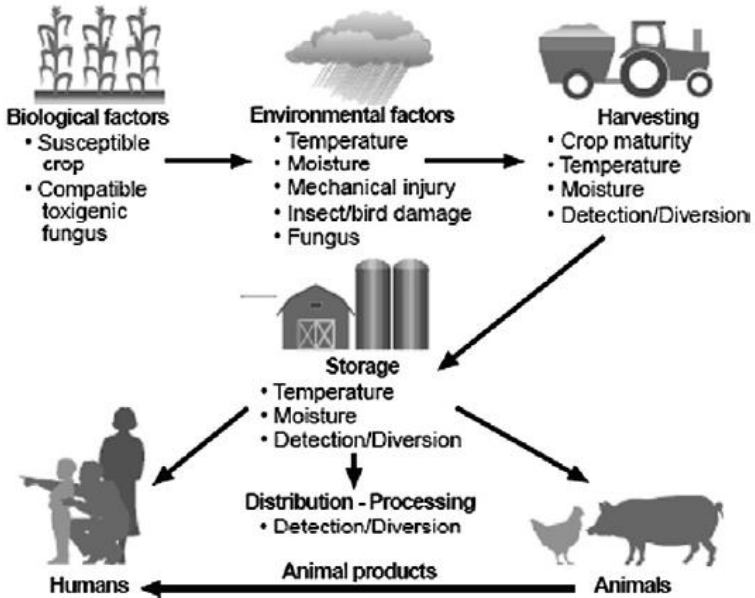 Biological factors
• Susceptible
crop
• Compatible
toxigenic
fungus
Environmental factors
• Temperature
• Moisture
• Mechanical injury
• Insect/bird damage
• Fungus
Harvesting
• Crop maturity
• Temperature
• Moisture
• Detection/Diversion
Storage
• Temperature
• Moisture
• Detection/Diversion
Distribution - Processing
• Detection/Diversion
Humans
Animal products
Animals